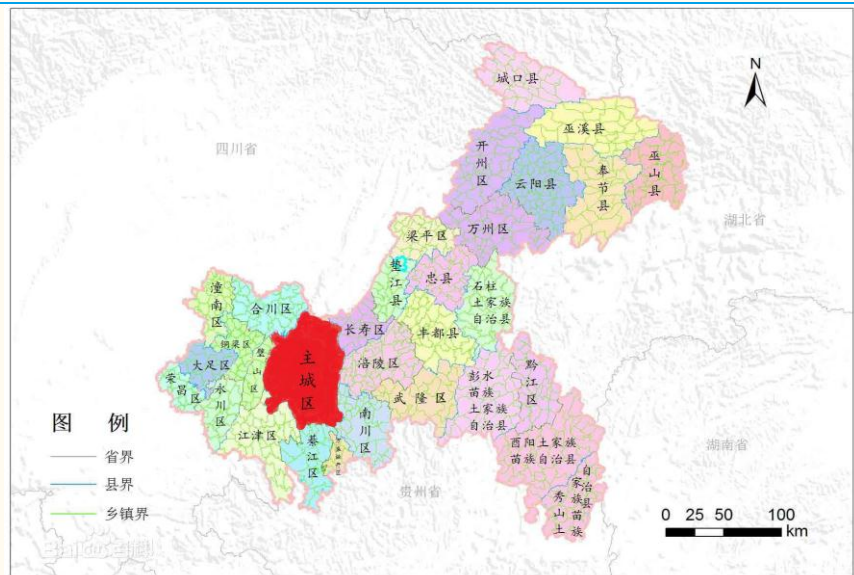 城口县
N
巫溪县
开州区
四川省
巫山县
云阳县
奉节县
湖北省
梁平区
万州区
垫江县
忠县
石柱
土家族
自治县
潼南区
合川区
长寿区
丰都县
铜梁区
主城区
大足区
璧山区
涪陵区
荣昌区
永川区
彭水
苗族
土家族
自治县
黔江区
武隆区
南川区
图 例
江津区
綦江区
酉阳土家族
苗族自治县
湖南省
省界
县界
乡镇界
贵州省
秀山土
家族苗族
自治县
0 25 50 100
km